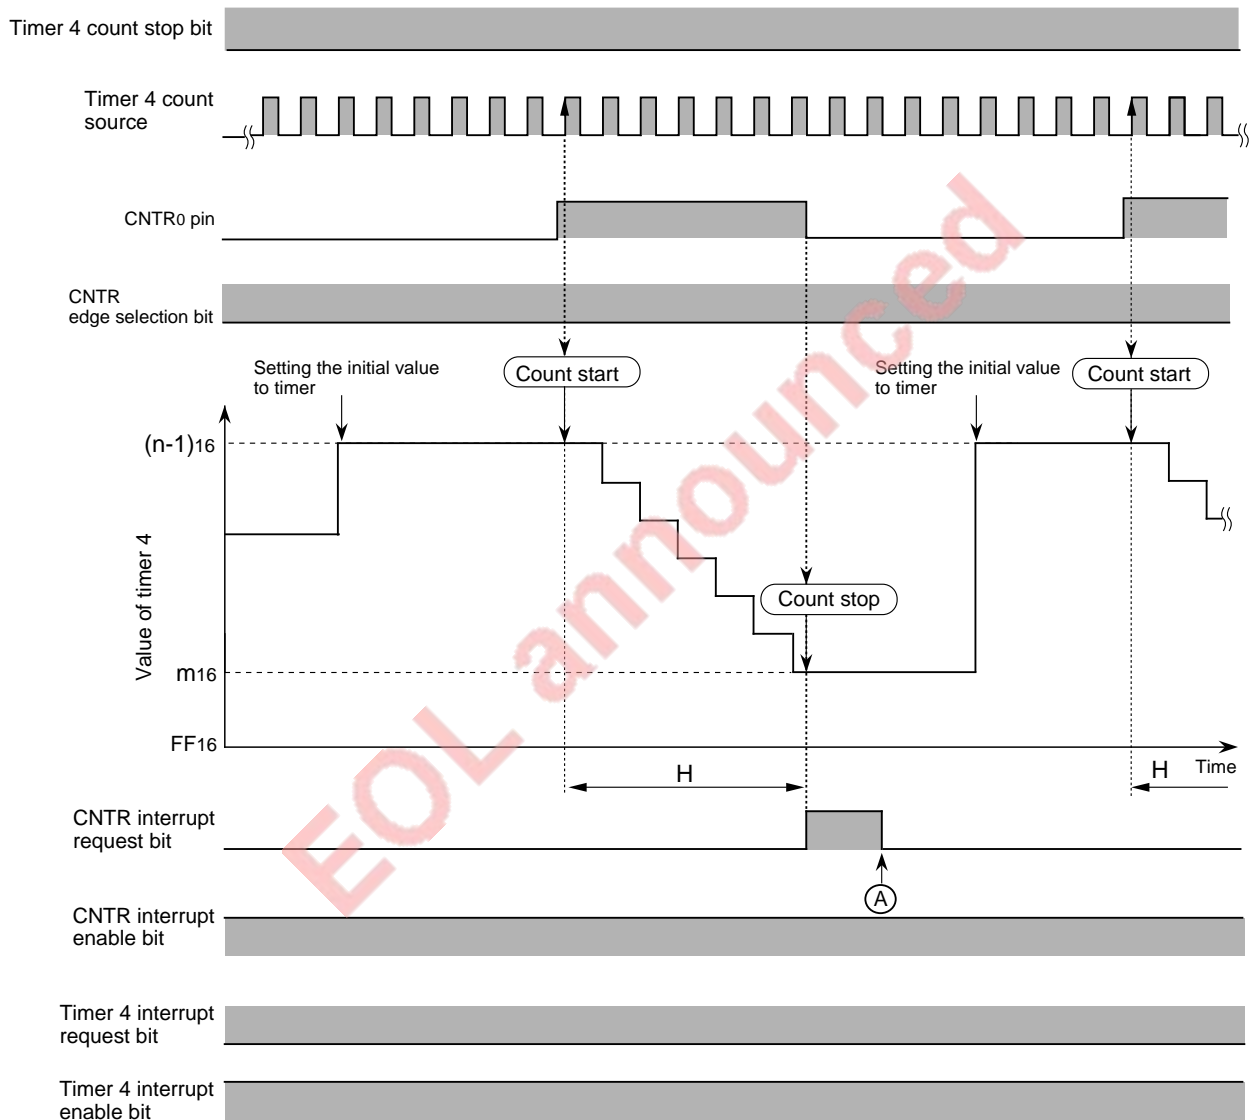 Timer 4 count stop bit
Timer 4 count
source
CNTR0 pin
CNTR
edge selection bit
Setting the initial value
to timer
Count start
Setting the initial value
to timer
Count start
(n-1)16
Value of timer 4
Count stop
m16
FF16
H
H
Time
CNTR interrupt
request bit
A
CNTR interrupt
enable bit
Timer 4 interrupt
request bit
Timer 4 interrupt
enable bit
EOL announced